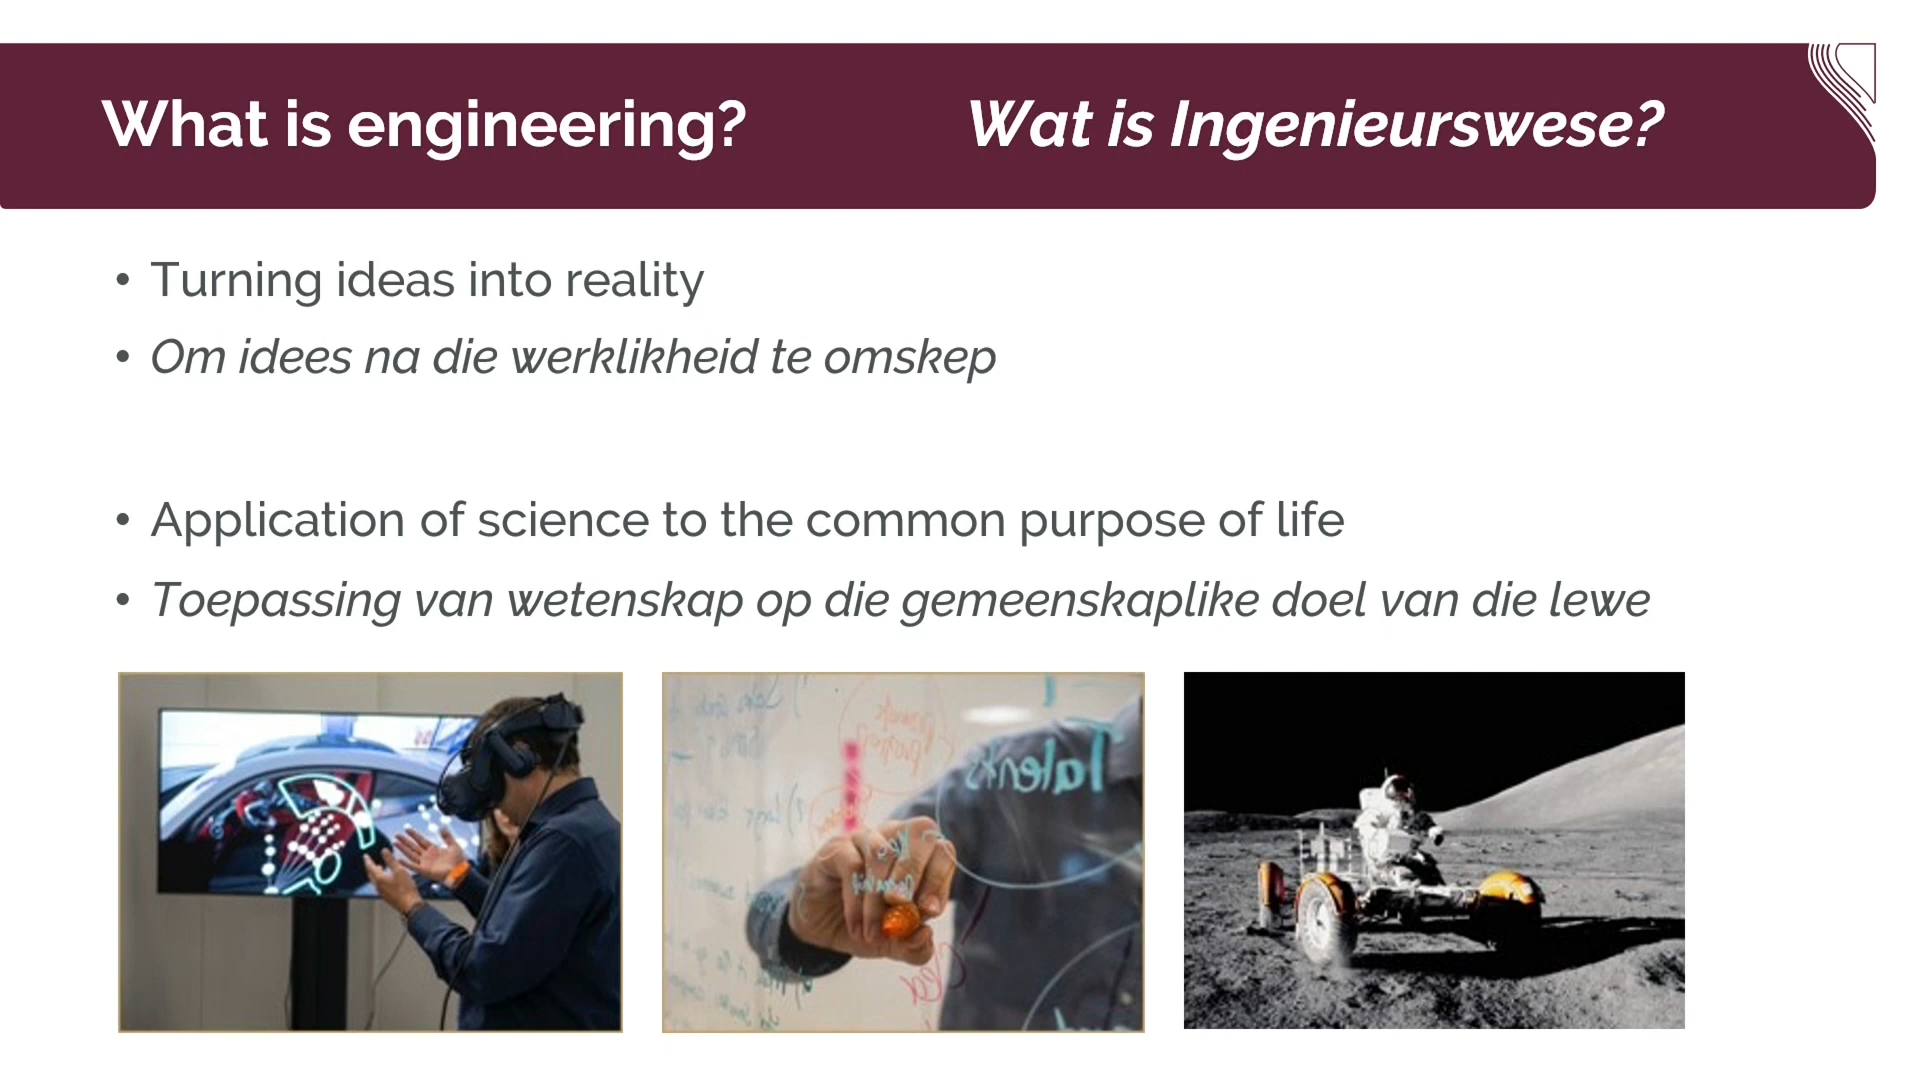 What is engineering?
Wat is Ingenieurswese?
• Turning ideas into reality
• Om idees na die werklikheid te omskep
• Application of science to the common purpose of life
• Toepassing van wetenskap op die gemeenskaplike doel van die lewe
Talents